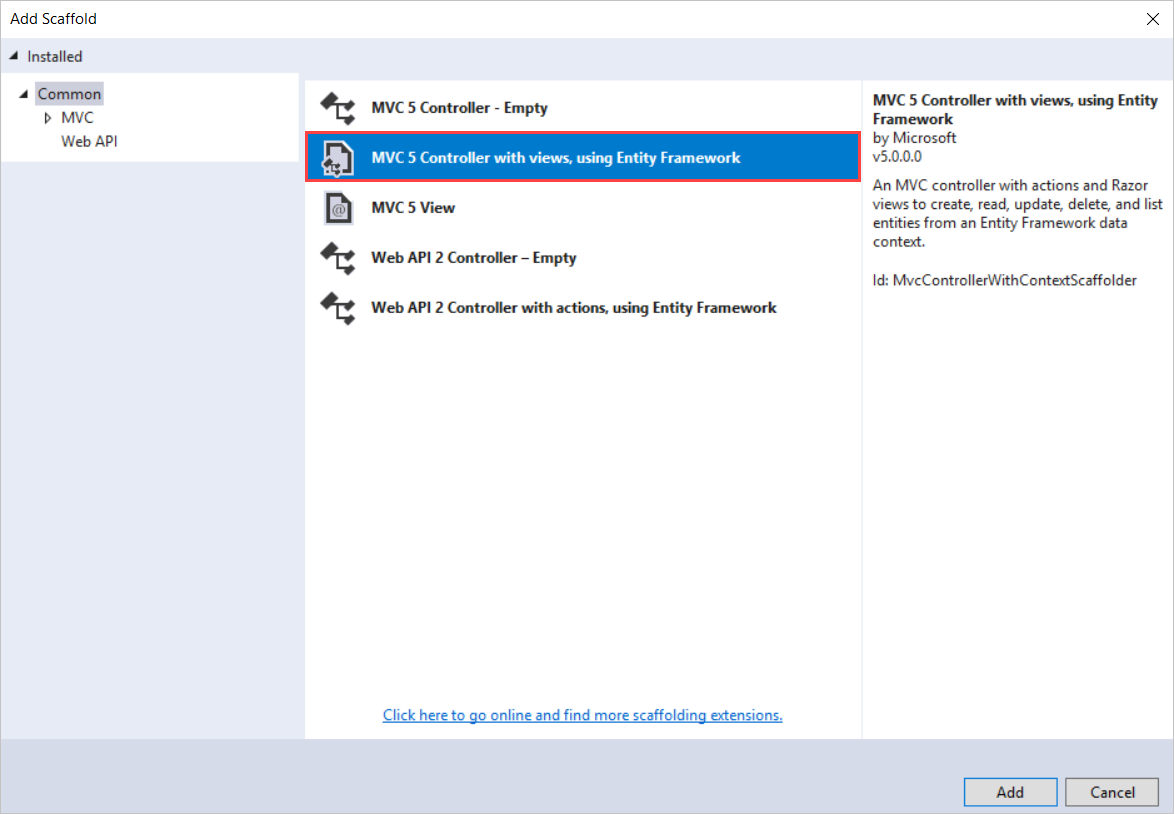 Add Scaffold
Installed
Common
MVC
Web API
MVC 5 Controller - Empty
MVC 5 Controller with views, using Entity Framework
MVC 5 View
Web API 2 Controller – Empty
Web API 2 Controller with actions, using Entity Framework
Click here to go online and find more scaffolding extensions.
MVC 5 Controller with views, using Entity
Framework
by Microsoft
v5.0.0.0
An MVC controller with actions and Razor
views to create, read, update, delete, and list
entities from an Entity Framework data
context.
Id: MvcControllerWithContextScaffolder
Add
Cancel